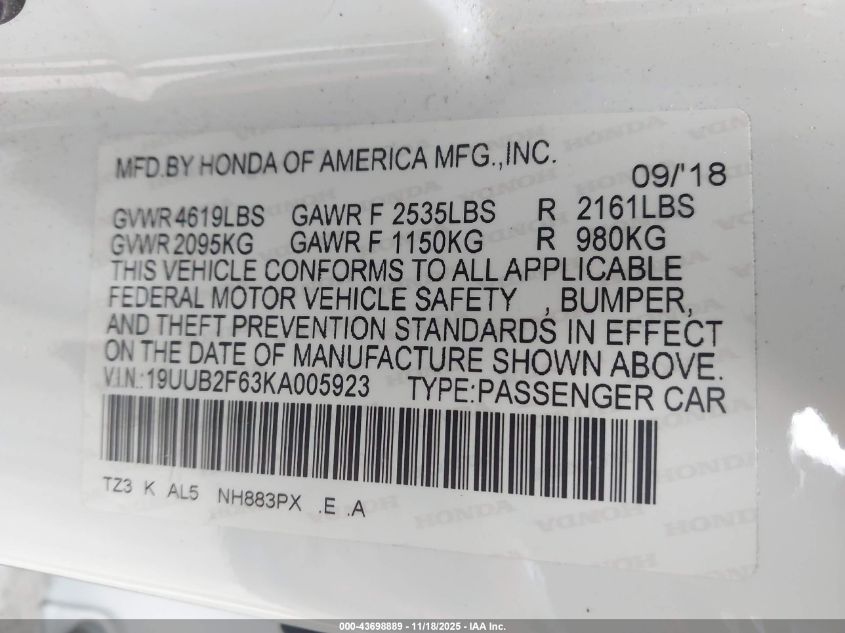 MFD.BY HONDA OF AMERICA MFG.,INC. 09/'18
GVWR 4619LBS GAWR F 2535LBS R 2161LBS
GVWR 2095KG GAWR F 1150KG R 980KG
THIS VEHICLE CONFORMS TO ALL APPLICABLE
FEDERAL MOTOR VEHICLE SAFETY , BUMPER,
AND THEFT PREVENTION STANDARDS IN EFFECT
ON THE DATE OF MANUFACTURE SHOWN ABOVE.
V.I.N.:19UUB2F63KA005923 TYPE:PASSENGER CAR
TZ3 K AL5 NH883PX .E .A
000-43698889 - 11/18/2025 - IAA Inc.